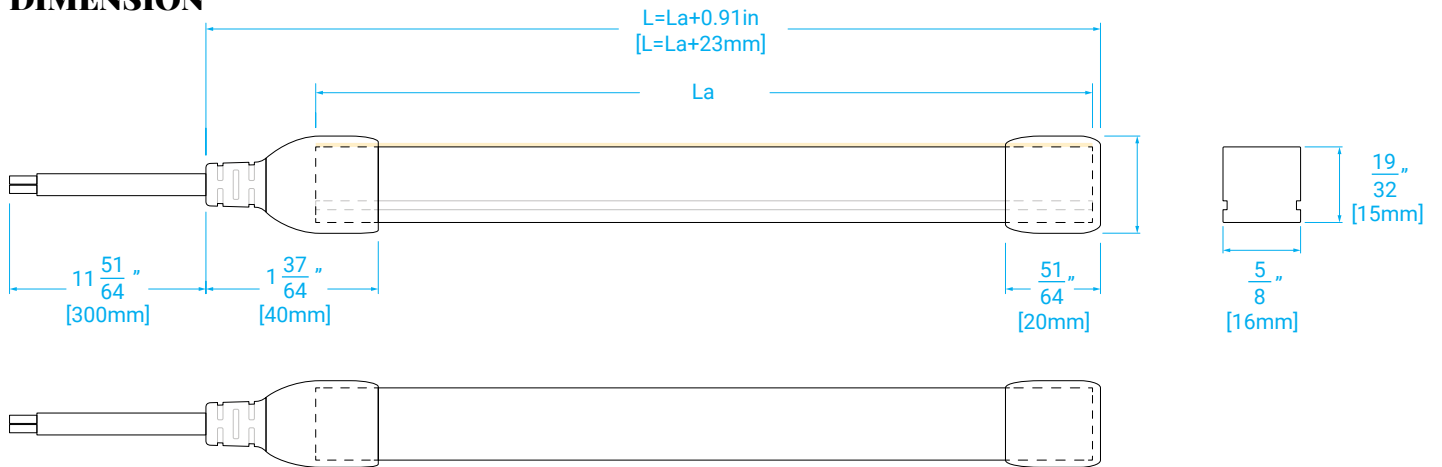 DIMENSION
L=La+0.91in
[L=La+23mm]
La
11 51/64 ”
[300mm]
1 37/64 ”
[40mm]
51/64 ”
[20mm]
19/32 ”
[15mm]
5/8 ”
[16mm]